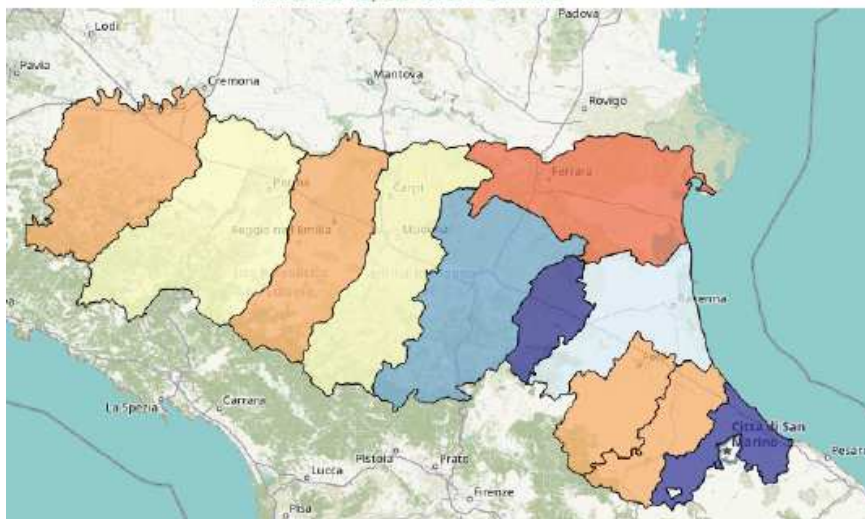 Padova
Lodi
Pavia
Cremona
Mantova
Rovigo
Ferrara
Parma
Carpi
Reggio nell'Emilia
Modena
Ravenna
La Spezia
Carrara
Città di San
Marino
Pistoia
Prato
Pesaro
Lucca
Firenze
Pisa